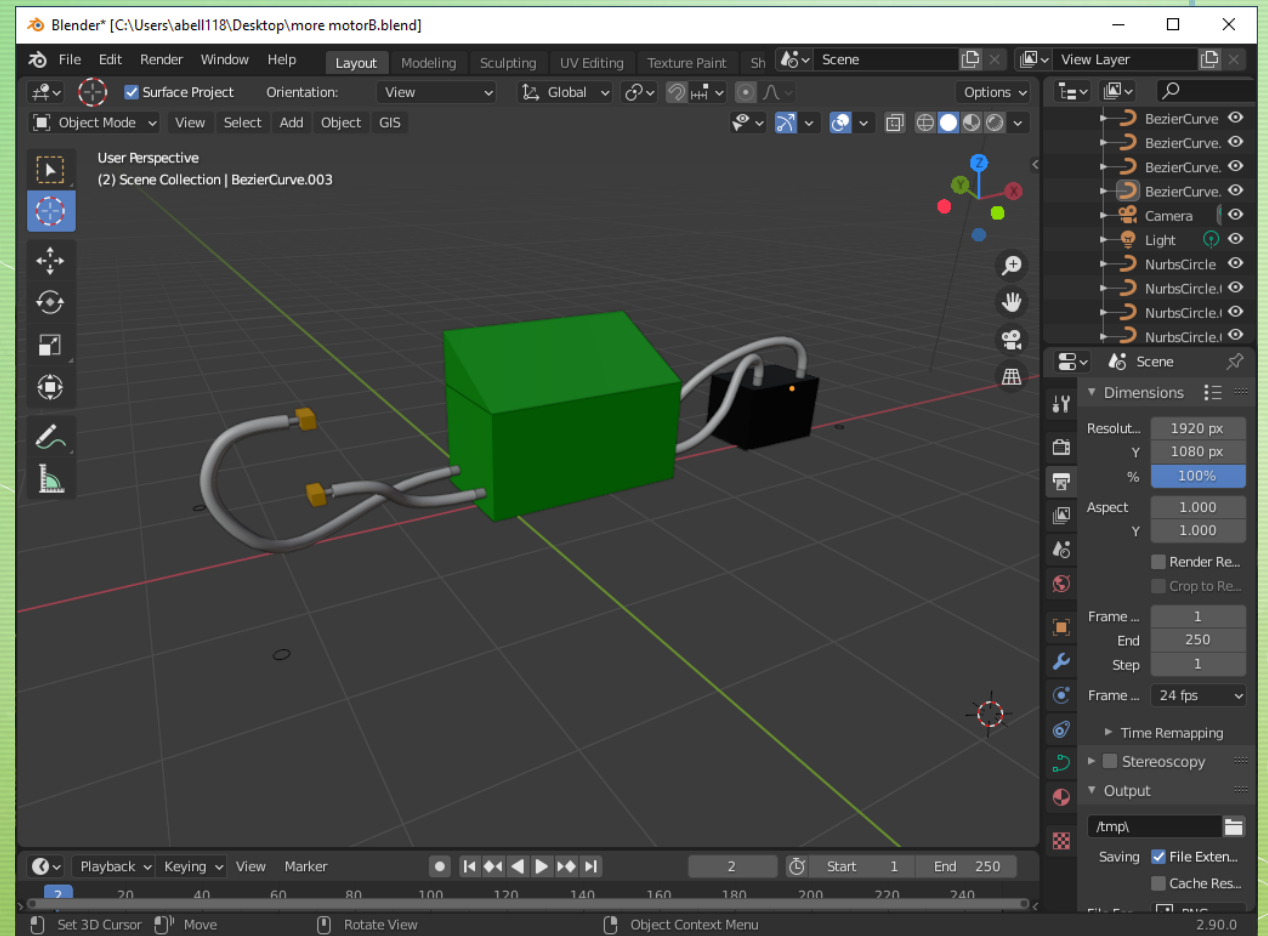 Blender* [C:\Users\abell118\Desktop\more motorB.blend]
File Edit Render Window Help Layout Modeling Sculpting UV Editing Texture Paint Sh Scene View Layer
Surface Project Orientation: View Global Options
Object Mode View Select Add Object GIS
User Perspective
(2) Scene Collection | BezierCurve.003
Z
Y
X
BezierCurve
BezierCurve.
BezierCurve.
BezierCurve.
Camera
Light
NurbsCircle
NurbsCircle.
NurbsCircle.
NurbsCircle.
Scene
Dimensions
Resolut... 1920 px
Y 1080 px
% 100%
Aspect 1.000
Y 1.000
Render Re...
Crop to Re...
Frame ... 1
End 250
Step 1
Frame ... 24 fps
Time Remapping
Stereoscopy
Output
/tmp\
Saving File Exten...
Cache Res...
Playback Keying View Marker 2 Start 1 End 250
2 20 40 60 80 100 120 140 160 180 200 220 240
Set 3D Cursor Move Rotate View Object Context Menu 2.90.0